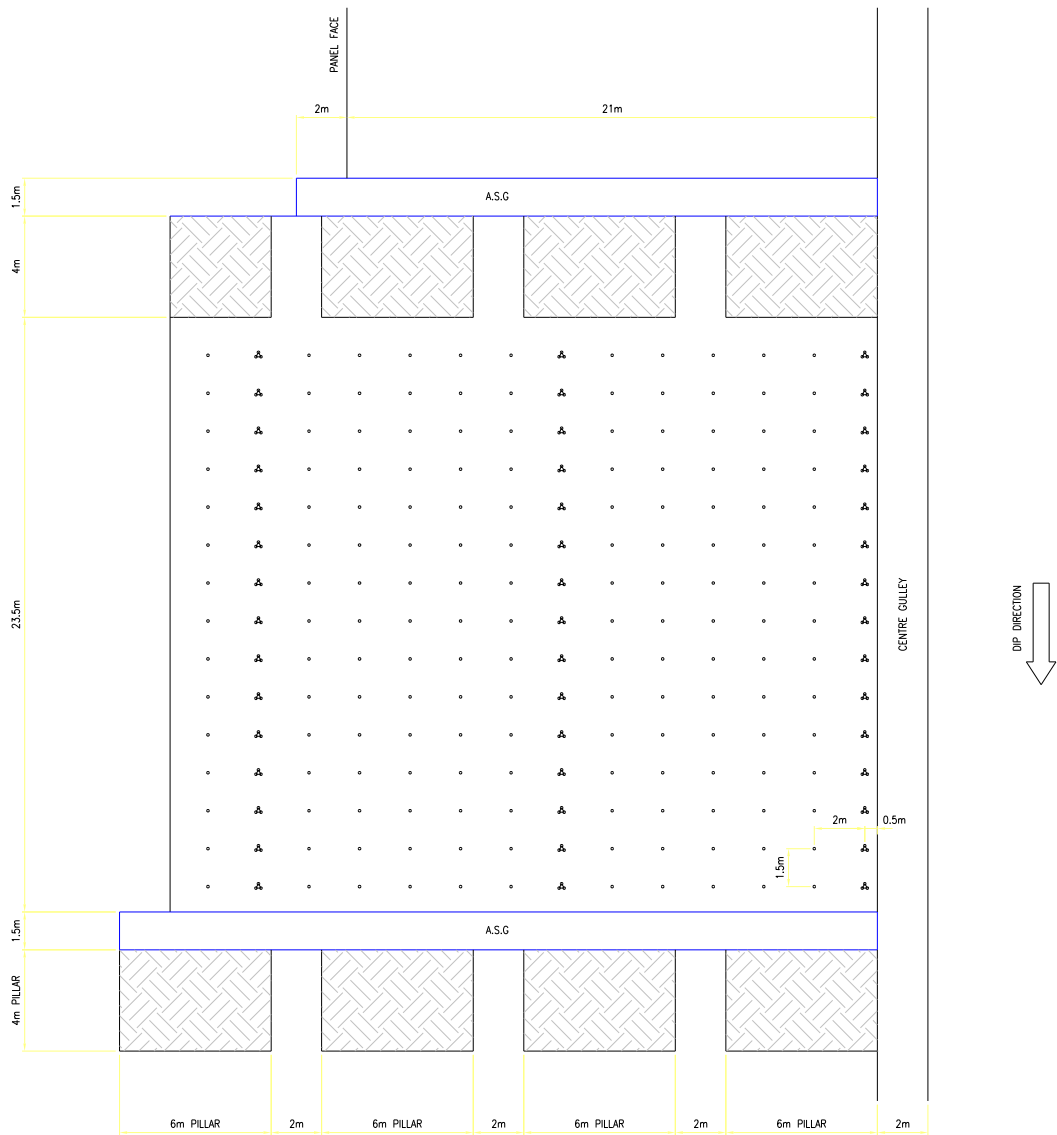 PANEL FACE
2m
21m
1.5m
A.S.G
4m
23.5m
CENTRE GULLEY
DIP DIRECTION
2m
0.5m
1.5m
1.5m
A.S.G
4m PILLAR
6m PILLAR
2m
6m PILLAR
2m
6m PILLAR
2m
6m PILLAR
2m